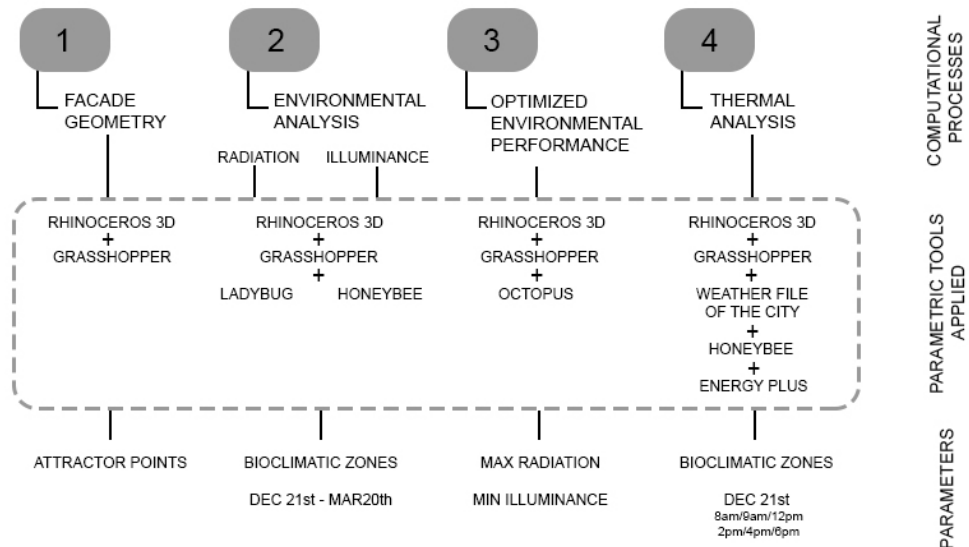 1
FACADE
GEOMETRY
2
ENVIRONMENTAL
ANALYSIS
RADIATION ILLUMINANCE
3
OPTIMIZED
ENVIRONMENTAL
PERFORMANCE
4
THERMAL
ANALYSIS
COMPUTATIONAL
PROCESSES
RHINOCEROS 3D
+
GRASSHOPPER
RHINOCEROS 3D
+
GRASSHOPPER
+
LADYBUG HONEYBEE
RHINOCEROS 3D
+
GRASSHOPPER
+
OCTOPUS
RHINOCEROS 3D
+
GRASSHOPPER
+
WEATHER FILE
OF THE CITY
+
HONEYBEE
+
ENERGY PLUS
PARAMETRIC TOOLS
APPLIED
ATTRACTOR POINTS
BIOCLIMATIC ZONES
DEC 21st - MAR20th
MAX RADIATION
MIN ILLUMINANCE
BIOCLIMATIC ZONES
DEC 21st
8am/9am/12pm
2pm/4pm/6pm
PARAMETERS